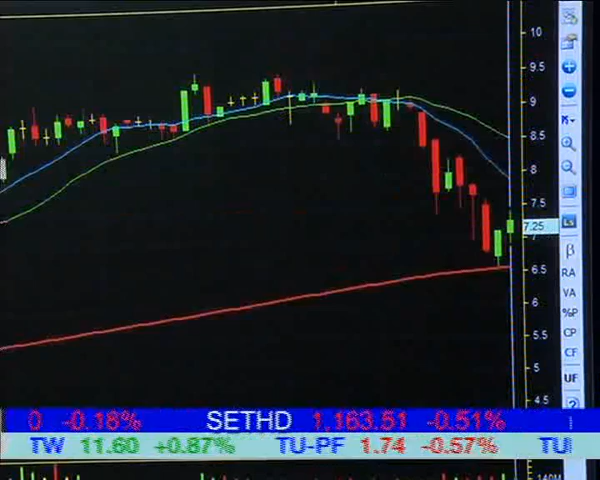 10
9.5
9
8.5
8
7.5
7.25
7
6.5
6
5.5
5
4.5
β
RA
VA
%P
CP
CF
UF
?
0 -0.18% SETHD 1,163.51 -0.51%
TW 11.60 +0.87% TU-PF 1.74 -0.57% TU
140M